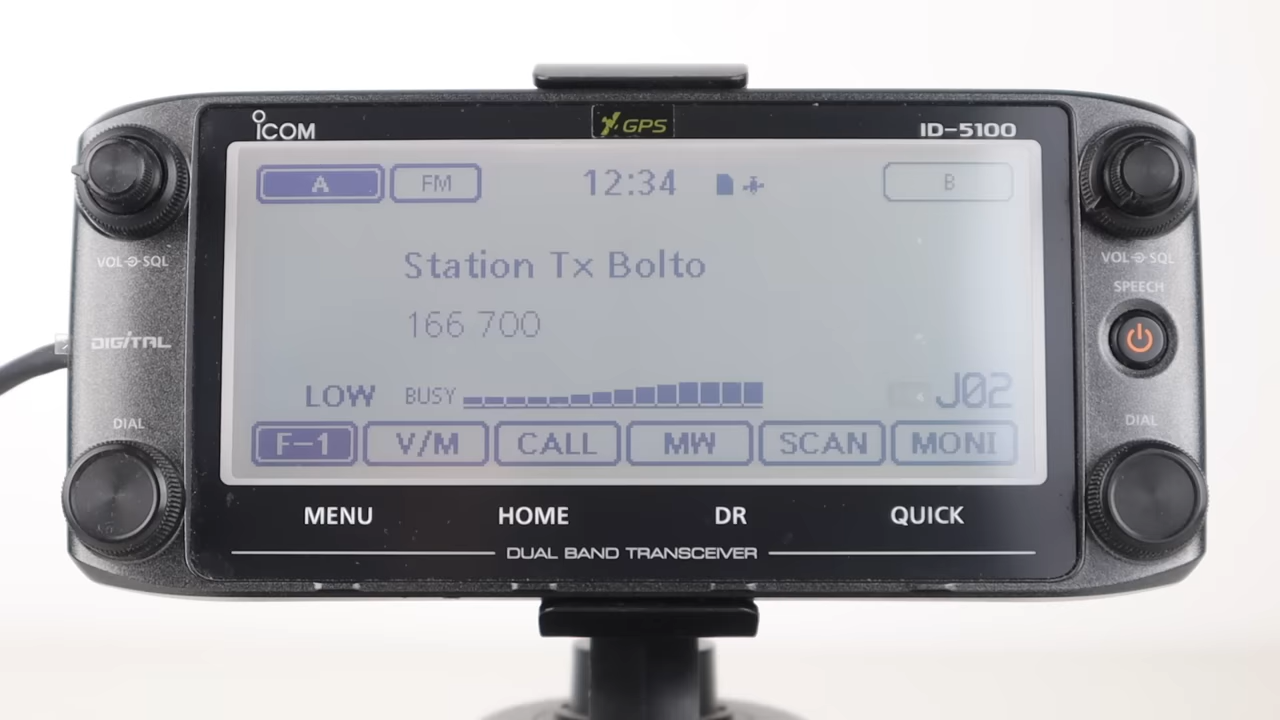 ICOM
GPS
ID-5100
A FM 12:34 B
Station Tx Bolto
166 700
LOW BUSY J02
F-1 V/M CALL MW SCAN MONI
MENU HOME DR QUICK
DUAL BAND TRANSCEIVER
VOL SQL
DIGITAL
DIAL
VOL SQL
SPEECH
DIAL